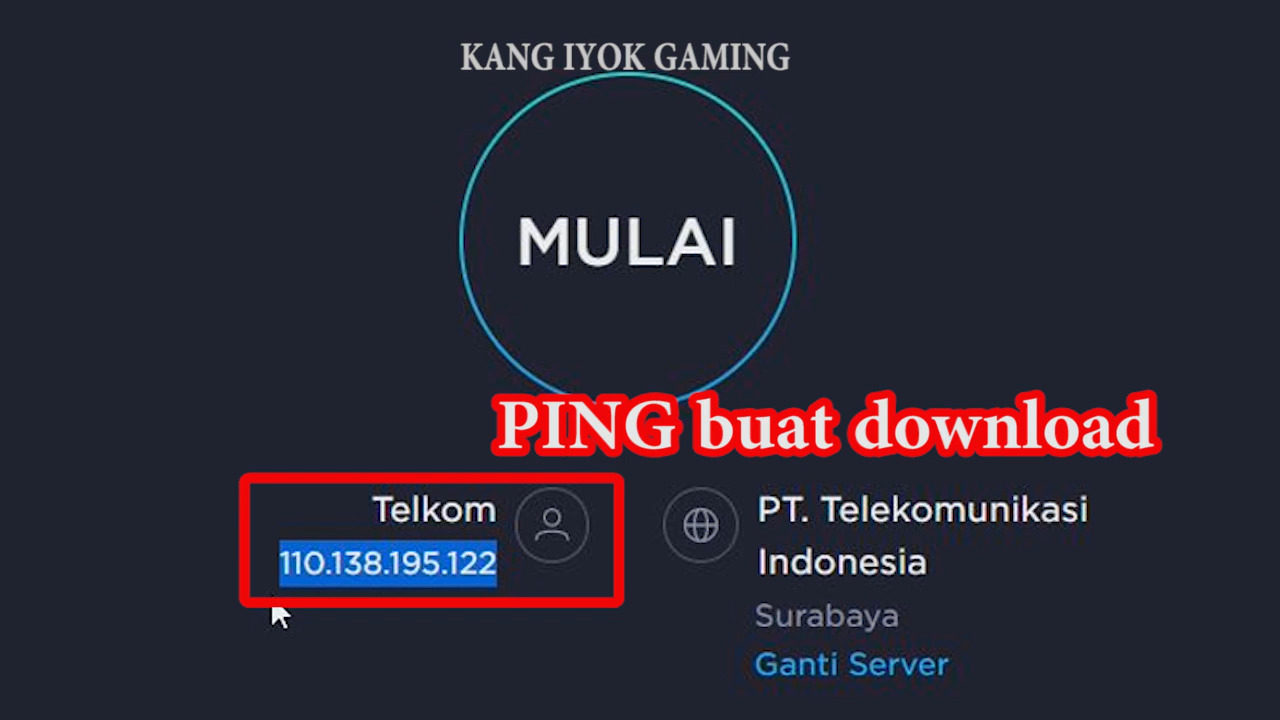 KANG IYOK GAMING
MULAI
PING buat download
Telkom
110.138.195.122
PT. Telekomunikasi
Indonesia
Surabaya
Ganti Server